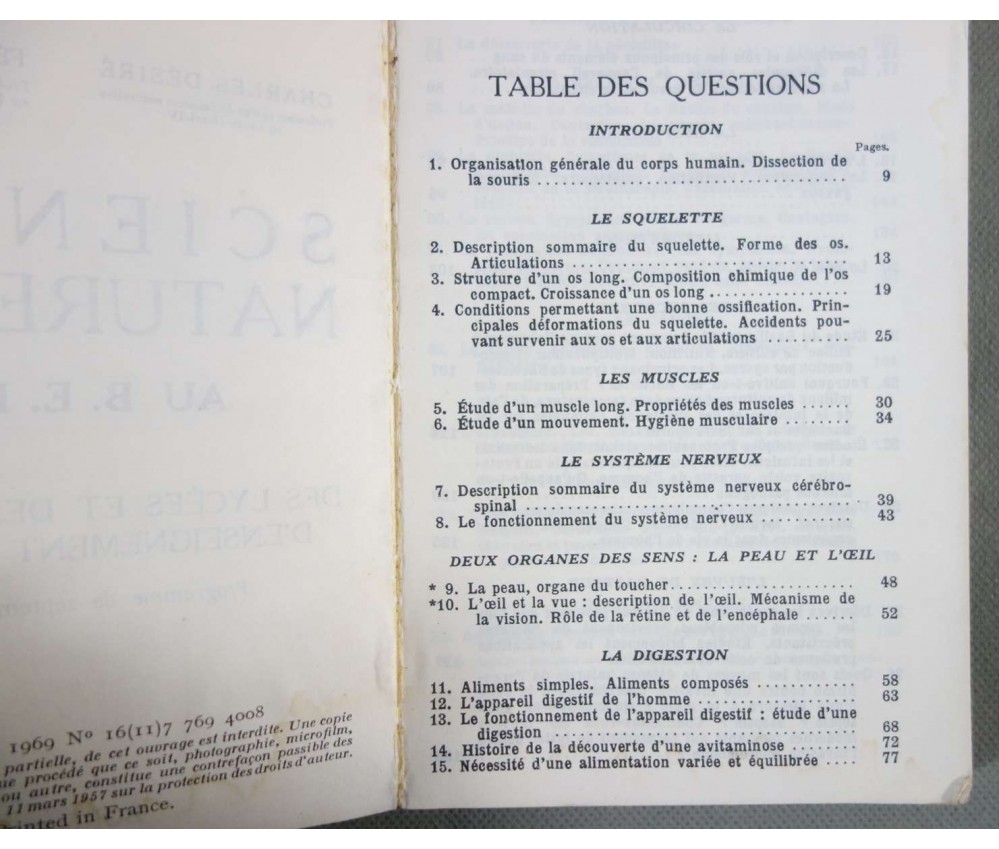 1969 Nº 16(11)7 769 4008
partielle, de cet ouvrage est interdite. Une copie
ue procédé que ce soit, photographie, microfilm,
ou autre, constitue une contrefaçon passible des
11 mars 1957 sur la protection des droits d'auteur.
Printed in France.
TABLE DES QUESTIONS
INTRODUCTION
Pages.
1. Organisation générale du corps humain. Dissection de
la souris ........................................ 9
LE SQUELETTE
2. Description sommaire du squelette. Forme des os.
Articulations .................................... 13
3. Structure d'un os long. Composition chimique de l'os
compact. Croissance d'un os long ................. 19
4. Conditions permettant une bonne ossification. Prin-
cipales déformations du squelette. Accidents pou-
vant survenir aux os et aux articulations .......... 25
LES MUSCLES
5. Étude d'un muscle long. Propriétés des muscles ...... 30
6. Étude d'un mouvement. Hygiène musculaire ........ 34
LE SYSTÈME NERVEUX
7. Description sommaire du système nerveux cérébro-
spinal ........................................... 39
8. Le fonctionnement du système nerveux ............ 43
DEUX ORGANES DES SENS : LA PEAU ET L'ŒIL
* 9. La peau, organe du toucher ........................ 48
*10. L'œil et la vue : description de l'œil. Mécanisme de
la vision. Rôle de la rétine et de l'encéphale ...... 52
LA DIGESTION
11. Aliments simples. Aliments composés ............ 58
12. L'appareil digestif de l'homme .................... 63
13. Le fonctionnement de l'appareil digestif : étude d'une
digestion ........................................ 68
14. Histoire de la découverte d'une avitaminose ........ 72
15. Nécessité d'une alimentation variée et équilibrée .... 77